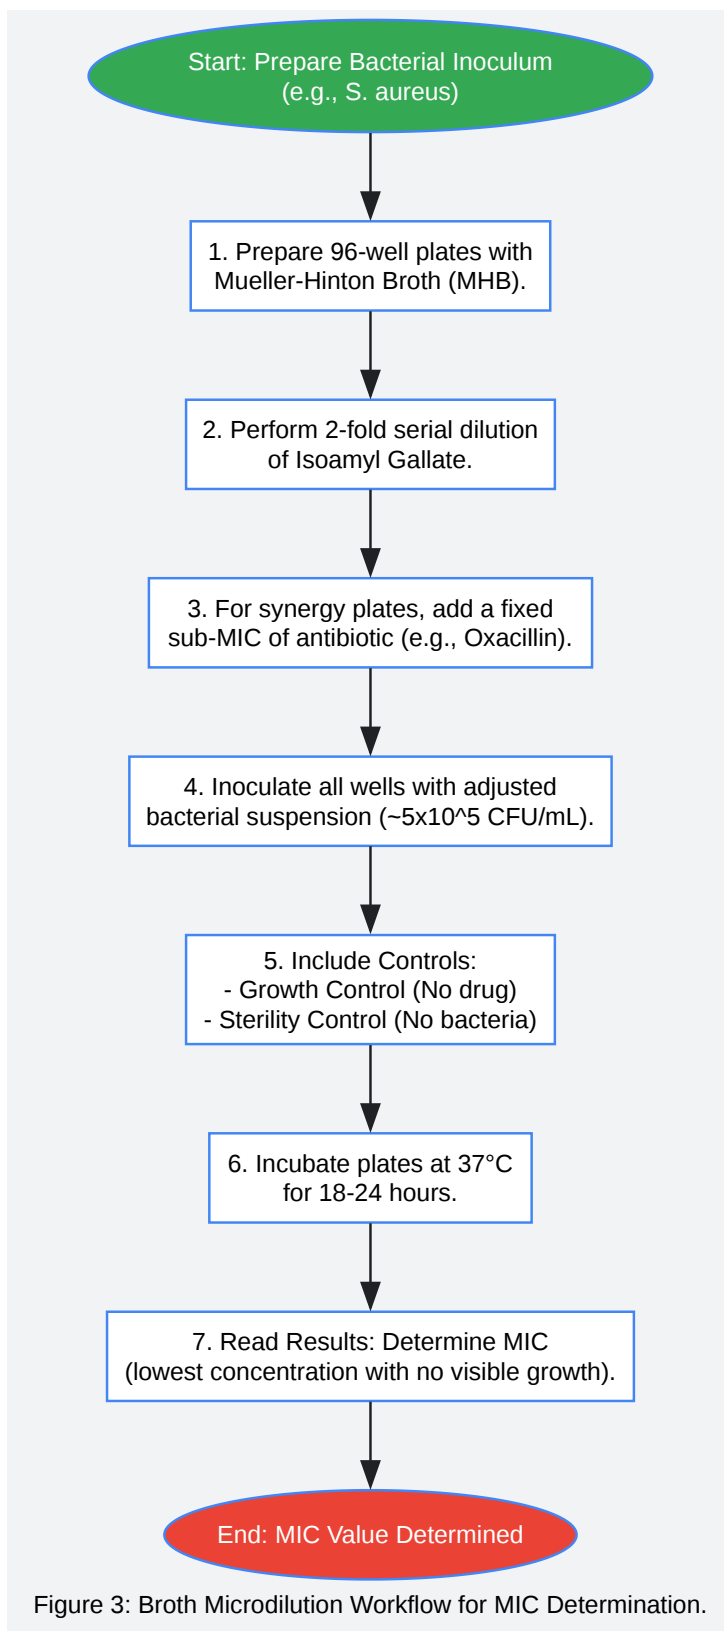 Start: Prepare Bacterial Inoculum
(e.g., S. aureus)
1. Prepare 96-well plates with
Mueller-Hinton Broth (MHB).
2. Perform 2-fold serial dilution
of Isoamyl Gallate.
3. For synergy plates, add a fixed
sub-MIC of antibiotic (e.g., Oxacillin).
4. Inoculate all wells with adjusted
bacterial suspension (~5x10^5 CFU/mL).
5. Include Controls:
- Growth Control (No drug)
- Sterility Control (No bacteria)
6. Incubate plates at 37°C
for 18-24 hours.
7. Read Results: Determine MIC
(lowest concentration with no visible growth).
End: MIC Value Determined
Figure 3: Broth Microdilution Workflow for MIC Determination.